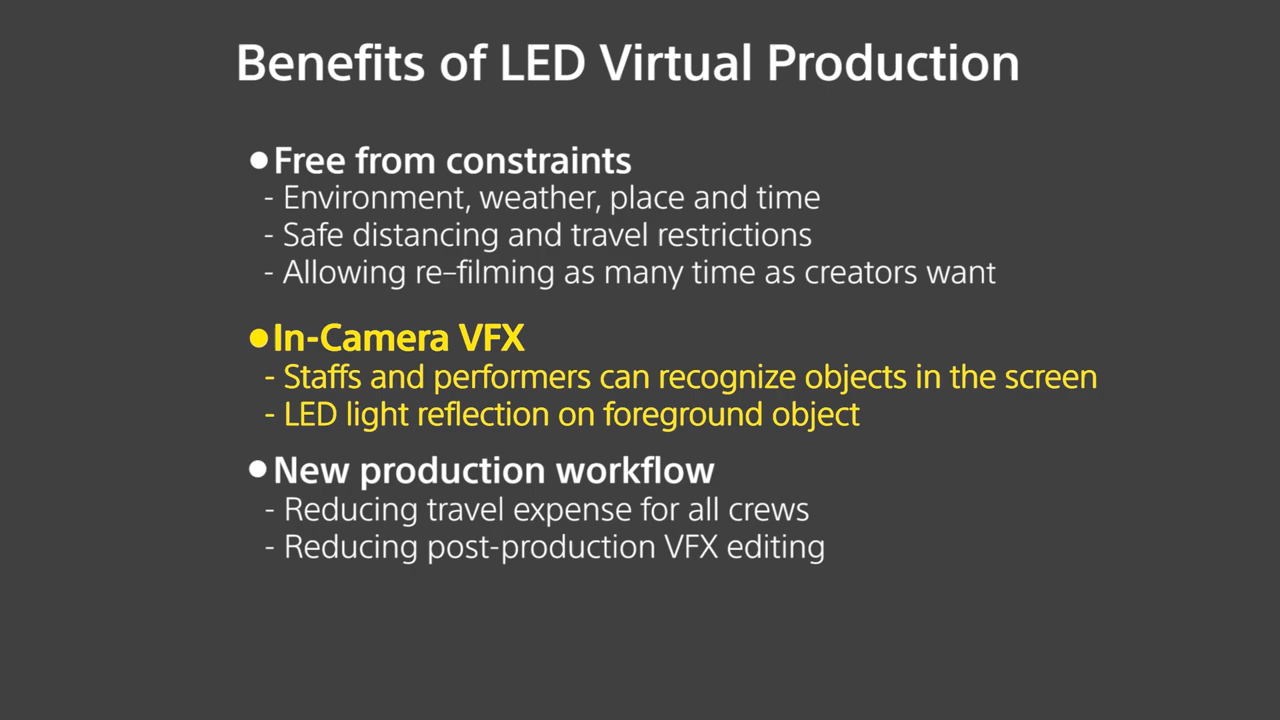 Benefits of LED Virtual Production
●Free from constraints
- Environment, weather, place and time
- Safe distancing and travel restrictions
- Allowing re–filming as many time as creators want
●In-Camera VFX
- Staffs and performers can recognize objects in the screen
- LED light reflection on foreground object
●New production workflow
- Reducing travel expense for all crews
- Reducing post-production VFX editing